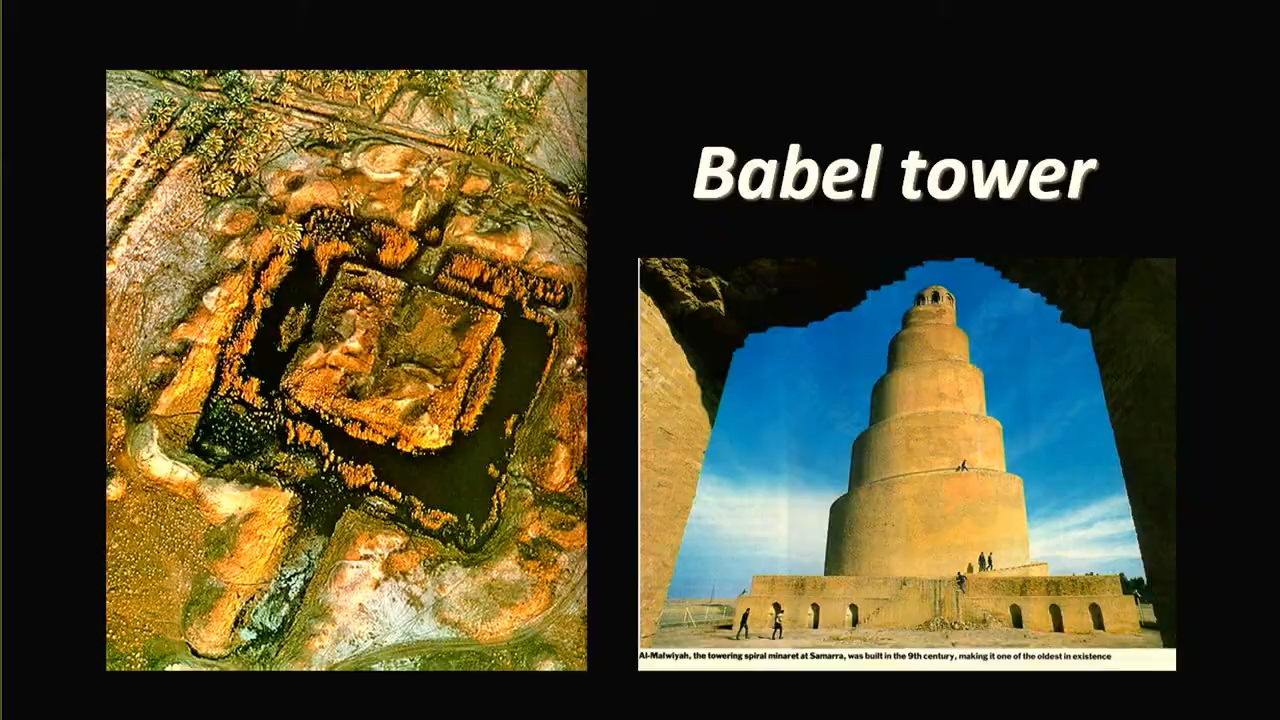 Babel tower
Al-Malwiyah, the towering spiral minaret at Samarra, was built in the 9th century, making it one of the oldest in existence